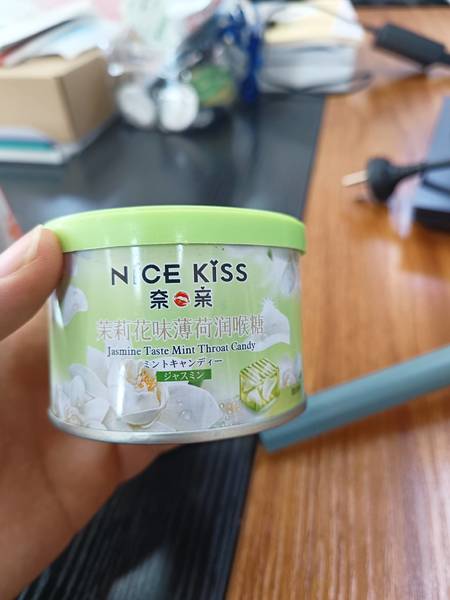 NiCE KiSS
奈 亲
茉莉花味薄荷润喉糖
Jasmine Taste Mint Throat Candy
ミントキャンディー
ジャスミン